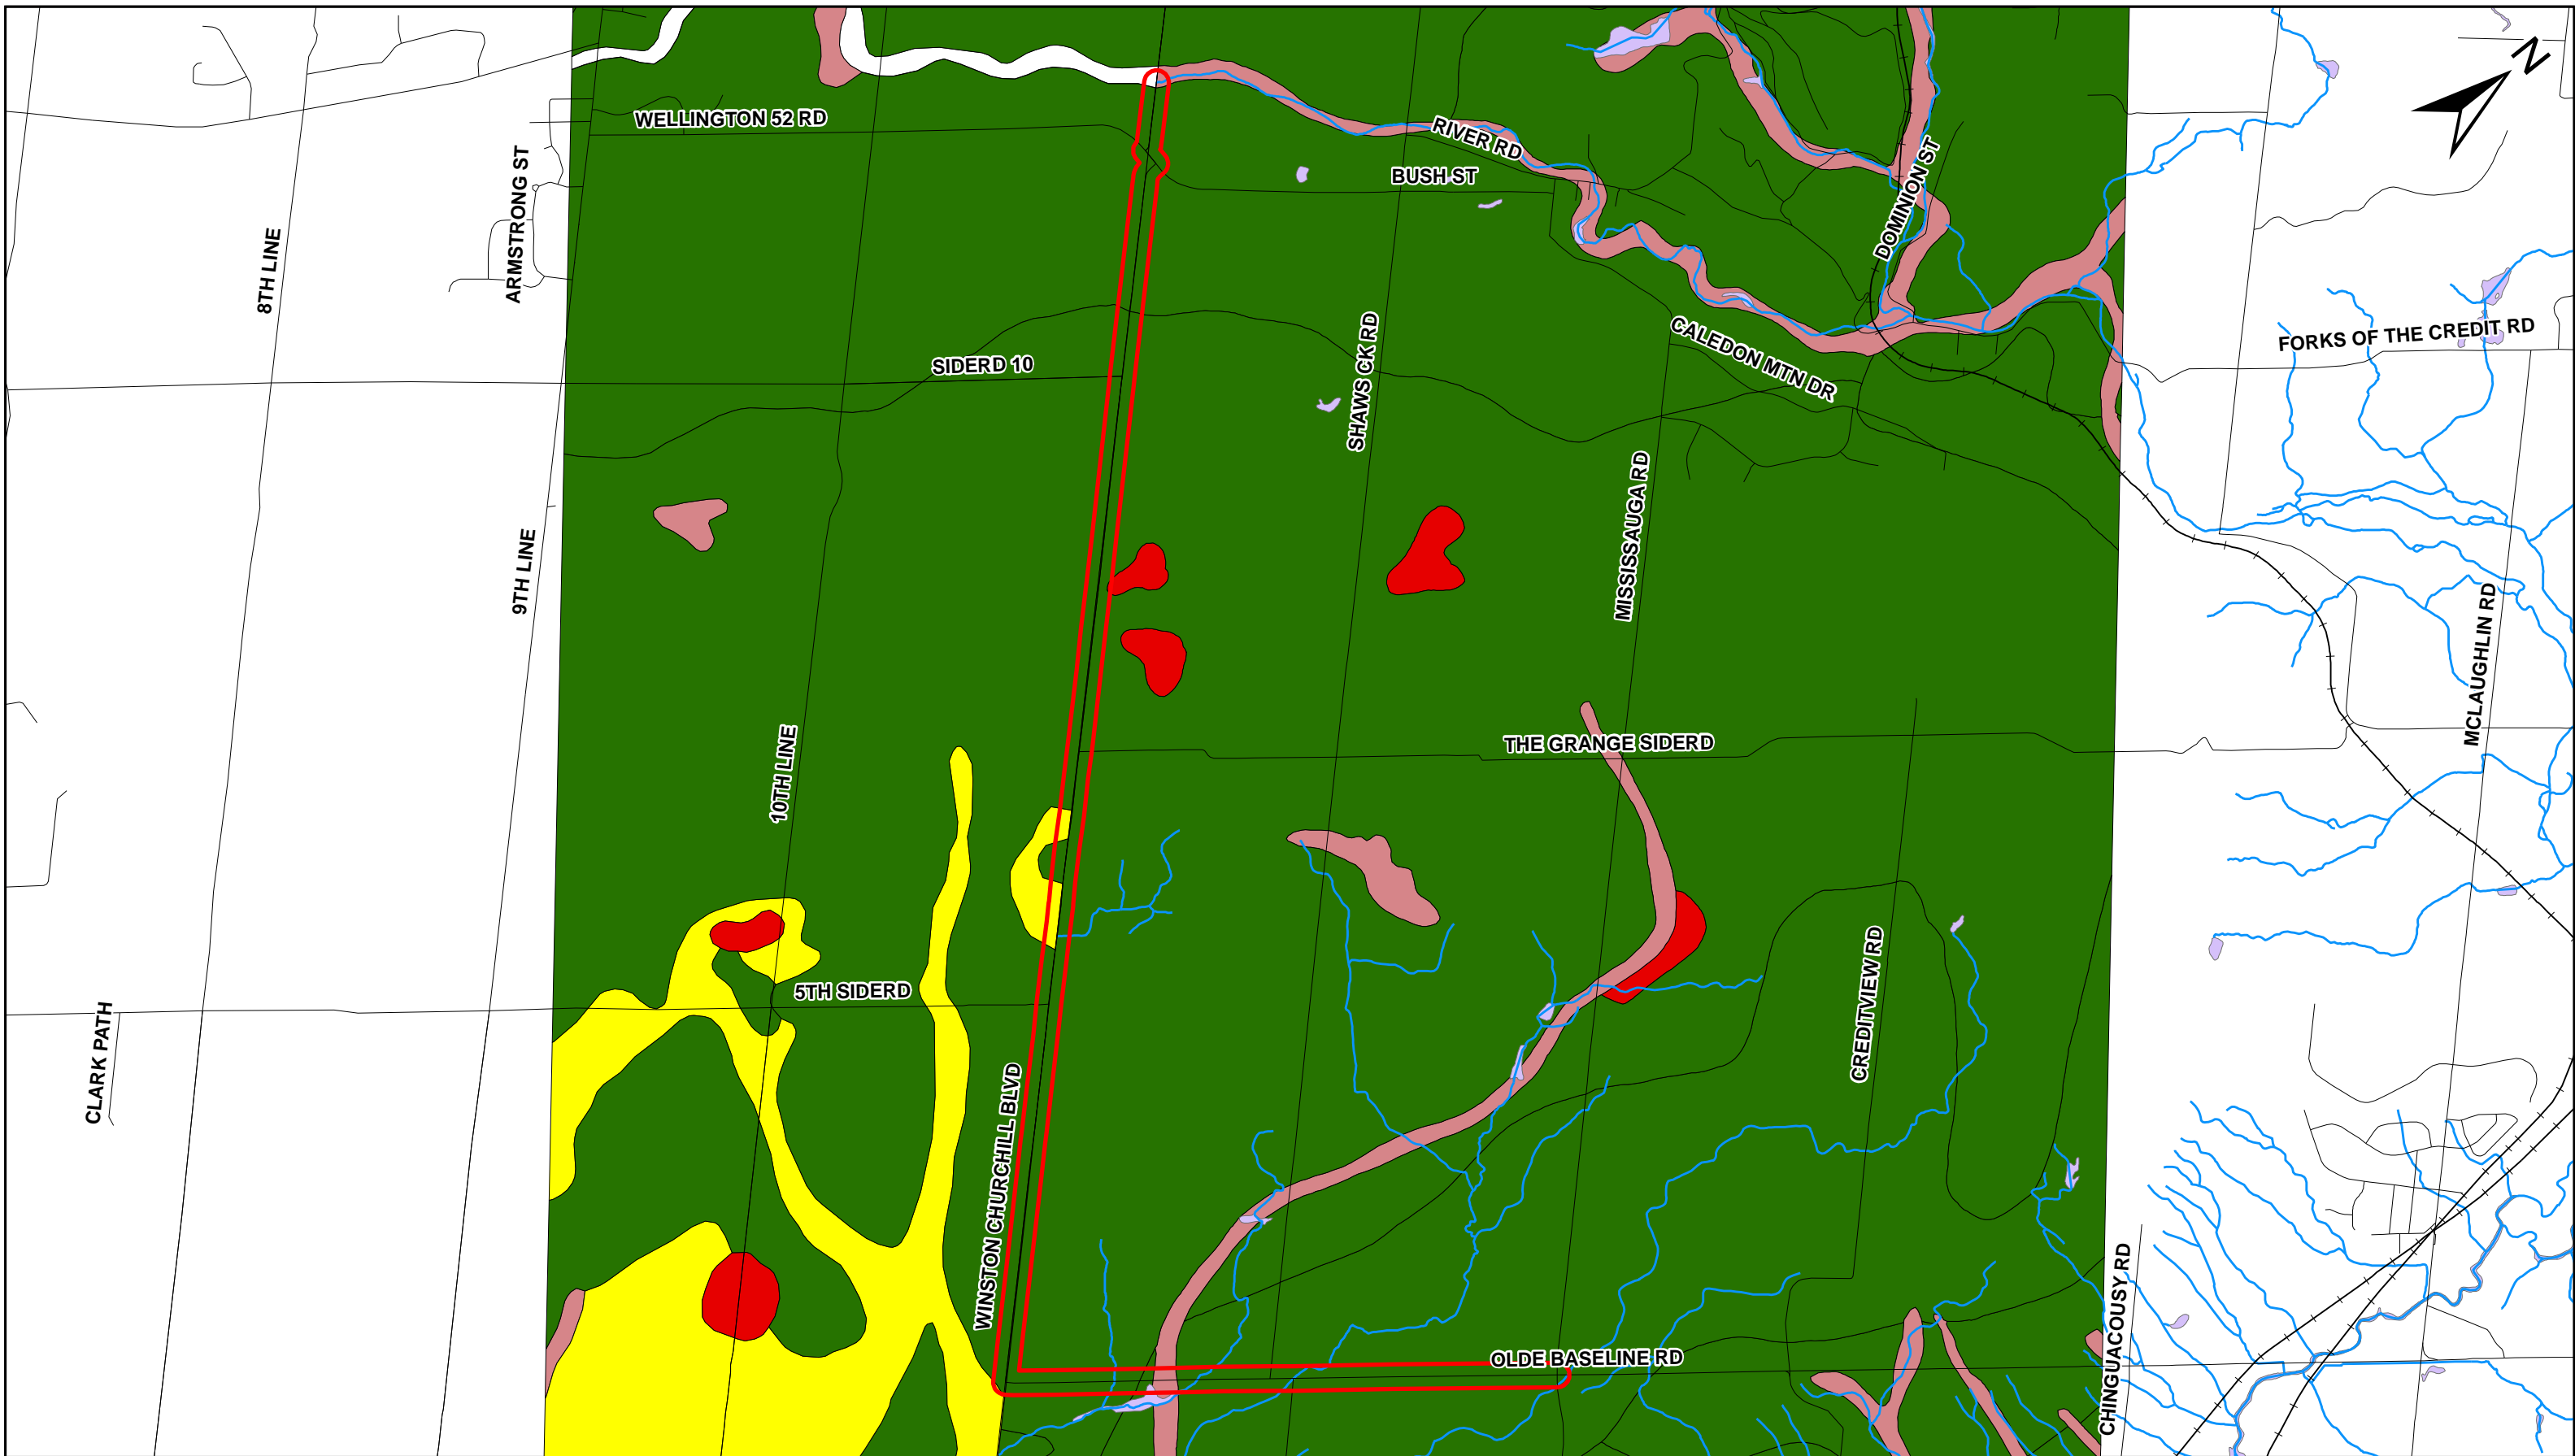 N
WELLINGTON 52 RD
RIVER RD
BUSH ST
ARMSTRONG ST
DOMINION ST
8TH LINE
FORKS OF THE CREDIT RD
SIDERD 10
SHAWS CK RD
CALEDON MTN DR
9TH LINE
MISSISSAUGA RD
MCLAUGHLIN RD
10TH LINE
THE GRANGE SIDERD
5TH SIDERD
CREDITVIEW RD
CLARK PATH
WINSTON CHURCHILL BLVD
OLDE BASELINE RD
CHINGUACOUSY RD